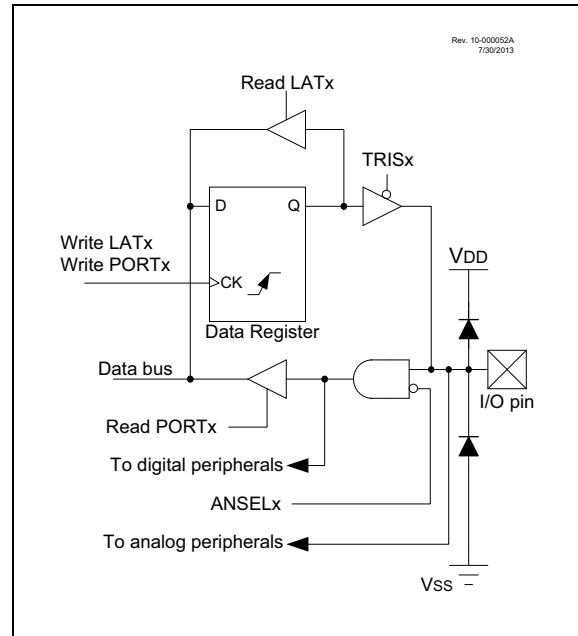 Rev. 10-000052A
7/30/2013
Read LATx
TRISx
D
Q
Write LATx
Write PORTx
CK
VDD
Data Register
Data bus
I/O pin
Read PORTx
To digital peripherals
ANSELx
To analog peripherals
Vss